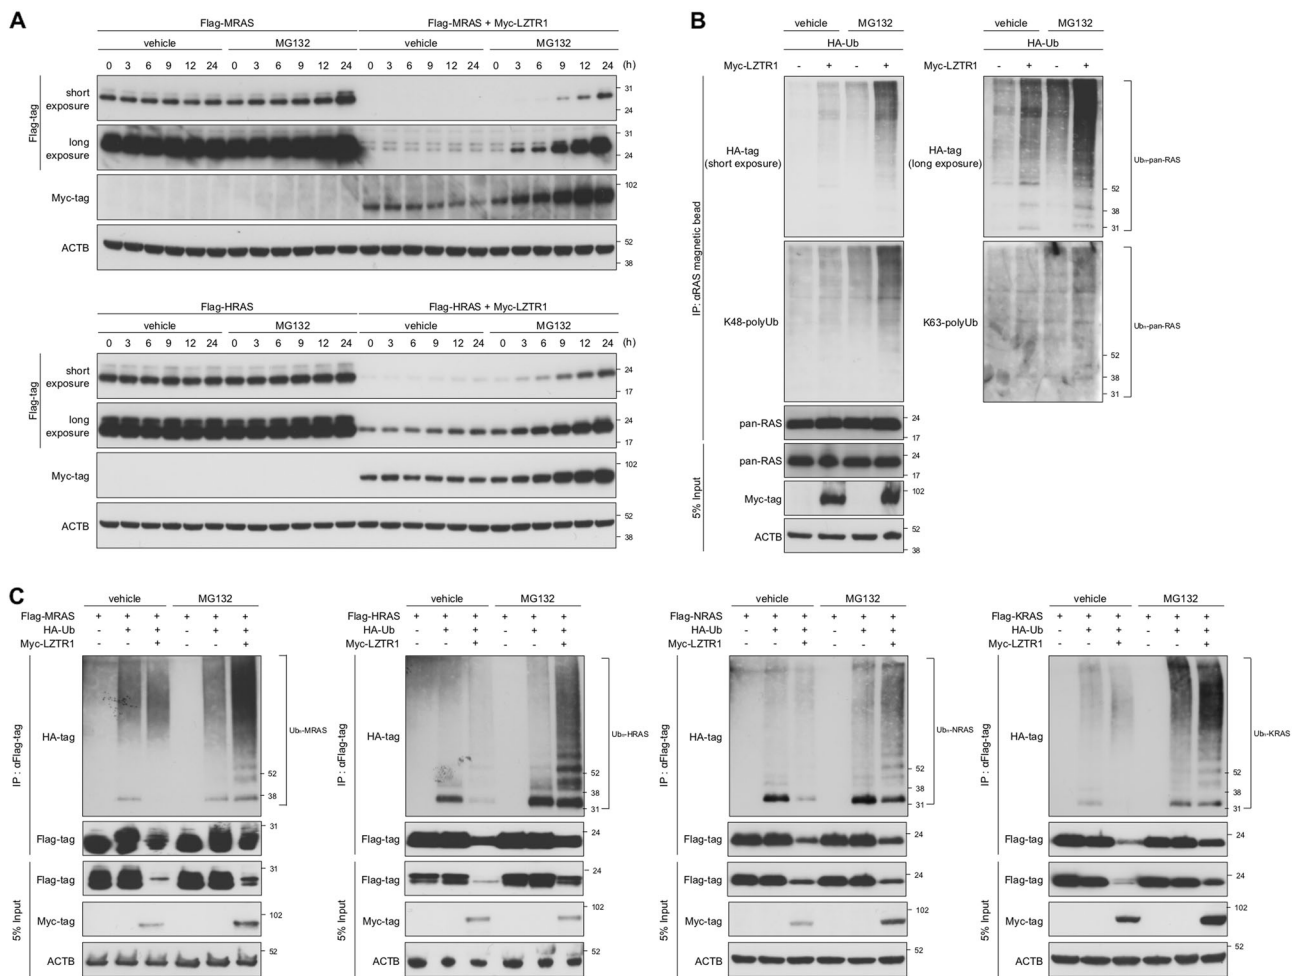 A
Flag-MRAS
Flag-MRAS + Myc-LZTR1
vehicle
MG132
vehicle
MG132
0 3 6 9 12 24 0 3 6 9 12 24 0 3 6 9 12 24 0 3 6 9 12 24 (h)
Flag-tag
short exposure
31
24
long exposure
31
24
Myc-tag
102
ACTB
52
38
Flag-HRAS
Flag-HRAS + Myc-LZTR1
vehicle
MG132
vehicle
MG132
0 3 6 9 12 24 0 3 6 9 12 24 0 3 6 9 12 24 0 3 6 9 12 24 (h)
Flag-tag
short exposure
24
17
long exposure
24
17
Myc-tag
102
ACTB
52
38
B
vehicle MG132
HA-Ub
Myc-LZTR1 - + - +
IP: αRAS magnetic bead
HA-tag
(short exposure)
K48-polyUb
pan-RAS
24
17
5% Input
pan-RAS
24
17
Myc-tag
102
ACTB
52
38
vehicle MG132
HA-Ub
Myc-LZTR1 - + - +
HA-tag
(long exposure)
52
38
31
Ubn-pan-RAS
K63-polyUb
52
38
31
Ubn-pan-RAS
C
vehicle MG132
Flag-MRAS + + + + + +
HA-Ub - + + - + +
Myc-LZTR1 - - + - - +
IP : αFlag-tag
HA-tag
52
38
Ubn-MRAS
Flag-tag
31
24
5% Input
Flag-tag
31
24
Myc-tag
102
ACTB
52
vehicle MG132
Flag-HRAS + + + + + +
HA-Ub - + + - + +
Myc-LZTR1 - - + - - +
IP : αFlag-tag
HA-tag
52
38
31
Ubn-HRAS
Flag-tag
24
5% Input
Flag-tag
24
Myc-tag
102
ACTB
52
vehicle MG132
Flag-NRAS + + + + + +
HA-Ub - + + - + +
Myc-LZTR1 - - + - - +
IP : αFlag-tag
HA-tag
52
38
31
Ubn-NRAS
Flag-tag
24
5% Input
Flag-tag
24
Myc-tag
102
ACTB
52
vehicle MG132
Flag-KRAS + + + + + +
HA-Ub - + + - + +
Myc-LZTR1 - - + - - +
IP : αFlag-tag
HA-tag
52
38
31
Ubn-KRAS
Flag-tag
24
5% Input
Flag-tag
24
Myc-tag
102
ACTB
52